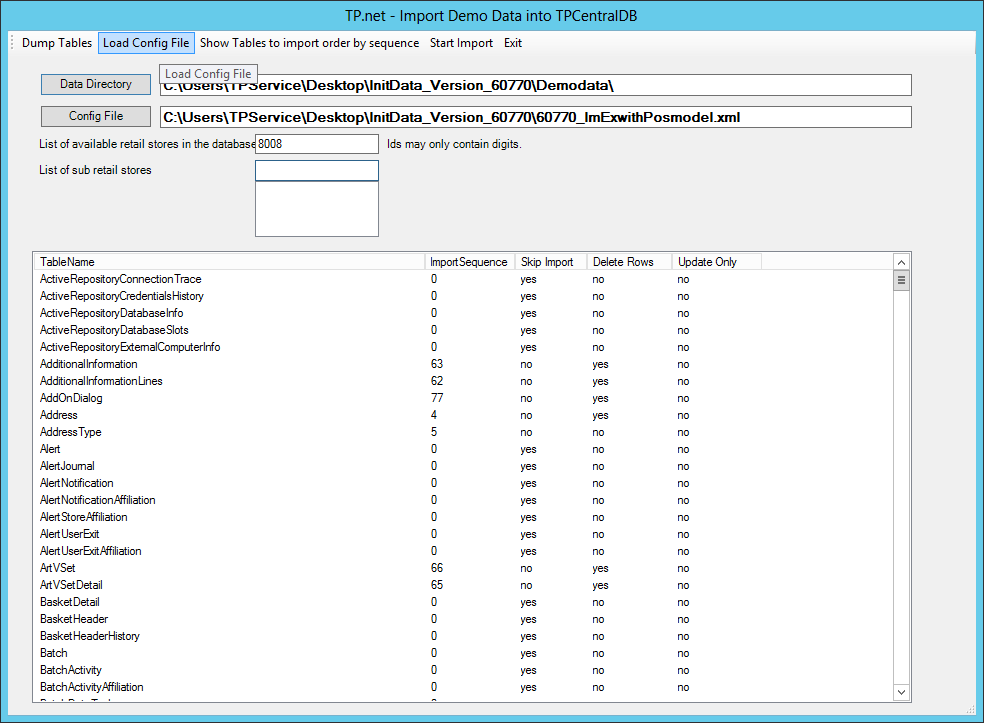 TP.net - Import Demo Data into TPCentralDB
Dump Tables Load Config File Show Tables to import order by sequence Start Import Exit
Load Config File
Data Directory C:\Users\TPService\Desktop\InitData_Version_60770\Demodata\
Config File C:\Users\TPService\Desktop\InitData_Version_60770\60770_ImExwithPosmodel.xml
List of available retail stores in the database 8008 Ids may only contain digits.
List of sub retail stores
TableName ImportSequence Skip Import Delete Rows Update Only
ActiveRepositoryConnectionTrace 0 yes no no
ActiveRepositoryCredentialsHistory 0 yes no no
ActiveRepositoryDatabaseInfo 0 yes no no
ActiveRepositoryDatabaseSlots 0 yes no no
ActiveRepositoryExternalComputerInfo 0 yes no no
AdditionalInformation 63 no yes no
AdditionalInformationLines 62 no yes no
AddOnDialog 77 no yes no
Address 4 no yes no
AddressType 5 no no no
Alert 0 yes no no
AlertJournal 0 yes no no
AlertNotification 0 yes no no
AlertNotificationAffiliation 0 yes no no
AlertStoreAffiliation 0 yes no no
AlertUserExit 0 yes no no
AlertUserExitAffiliation 0 yes no no
ArtVSet 66 no yes no
ArtVSetDetail 65 no yes no
BasketDetail 0 yes no no
BasketHeader 0 yes no no
BasketHeaderHistory 0 yes no no
Batch 0 yes no no
BatchActivity 0 yes no no
BatchActivityAffiliation 0 yes no no